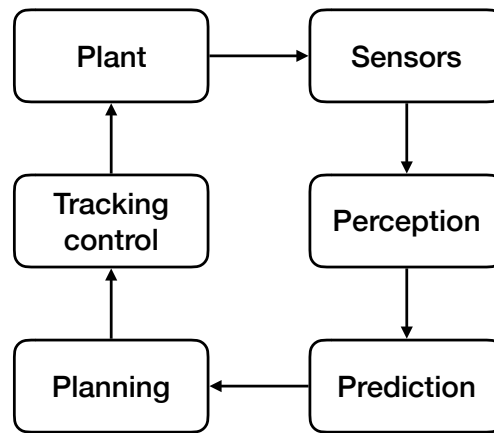 Plant
Sensors
Tracking
control
Perception
Planning
Prediction